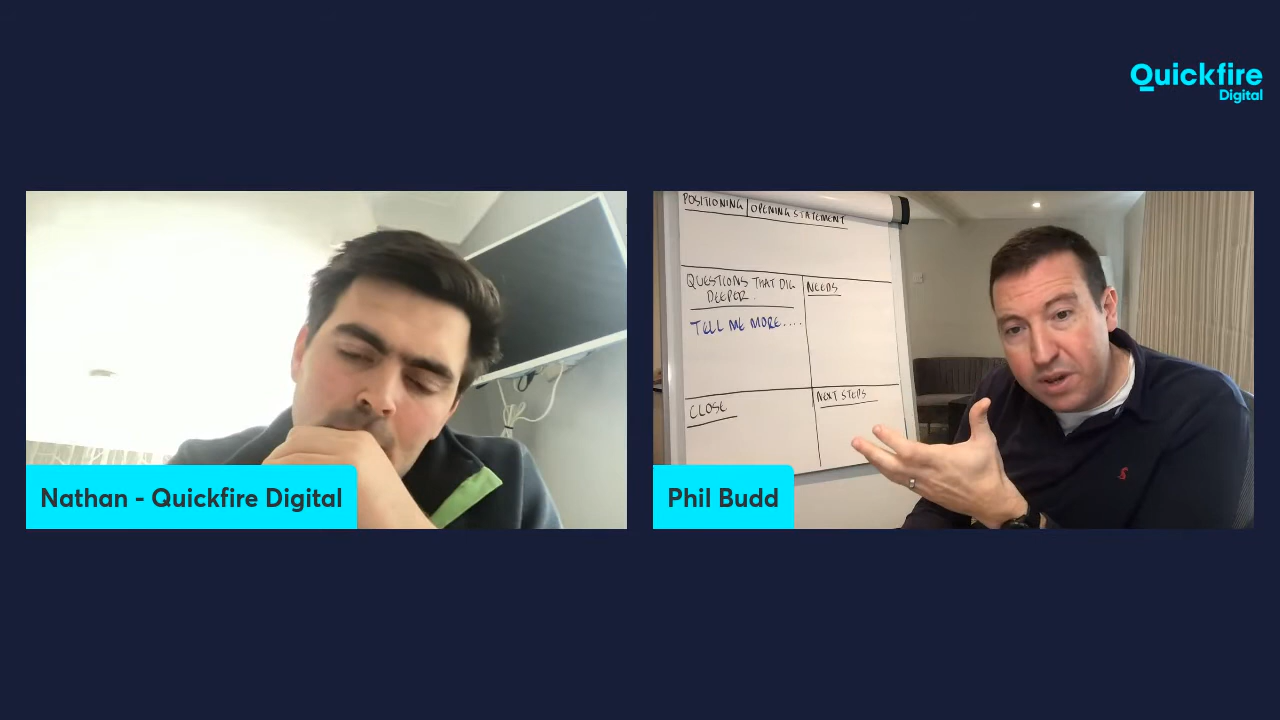 Quickfire
Digital
POSITIONING | OPENING STATEMENT
QUESTIONS THAT DIG
DEEPER.
NEEDS
TELL ME MORE....
CLOSE
NEXT STEPS
Nathan - Quickfire Digital
Phil Budd